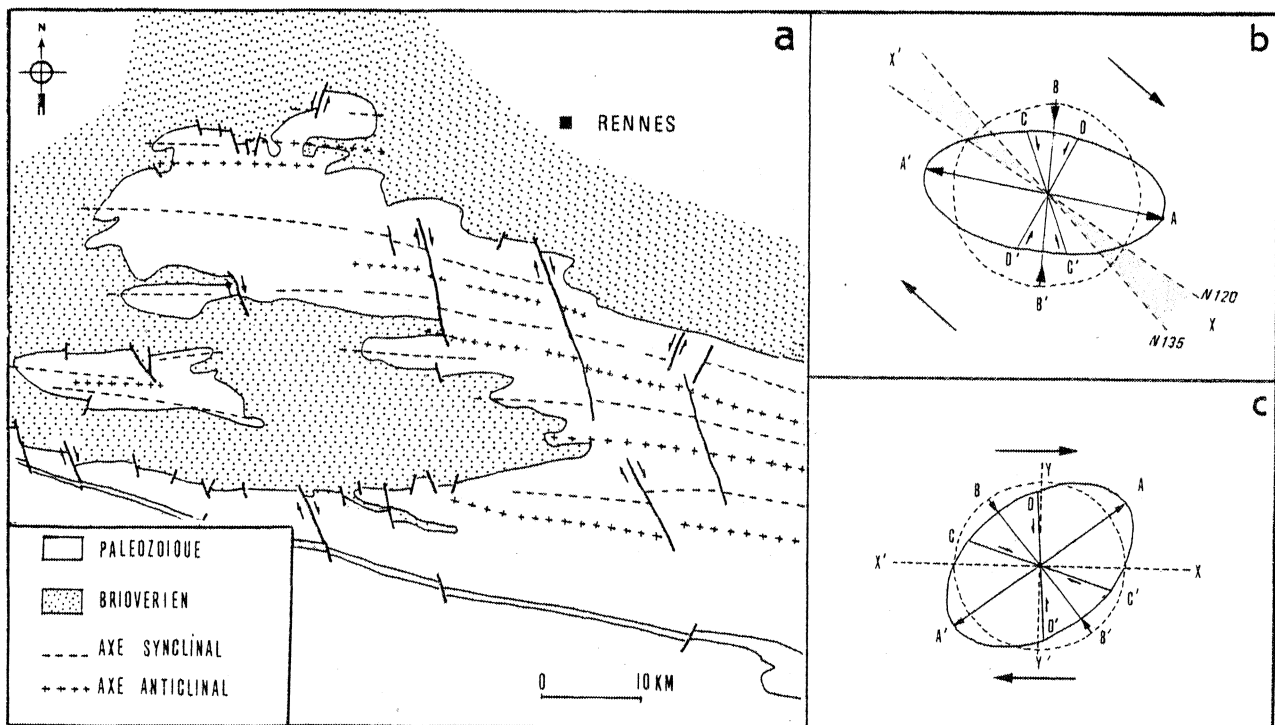 a
N
RENNES
PALEOZOIQUE
BRIOVERIEN
AXE SYNCLINAL
AXE ANTICLINAL
0 10 KM
b
X'
B
C
D
A'
A
D'
C'
B'
N120
X
N135
c
Y
B
D
A
C
X'
X
C'
A'
D'
B'
Y'